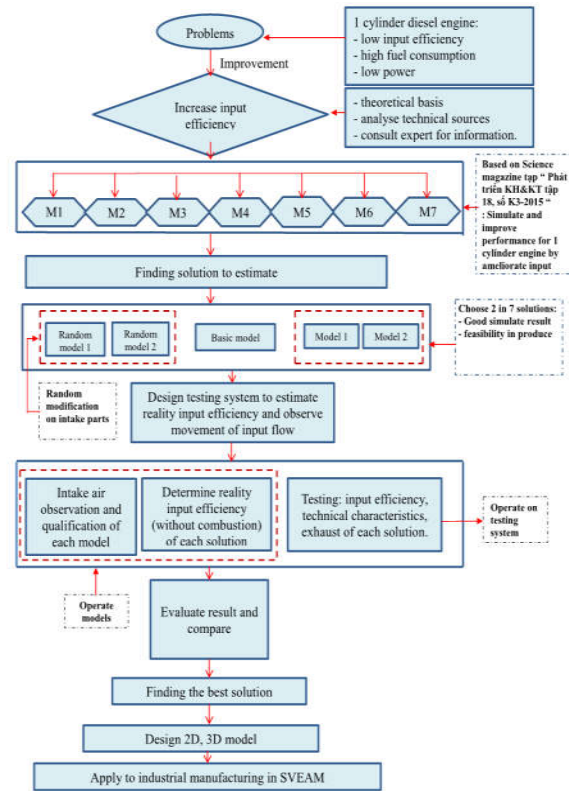 Problems
1 cylinder diesel engine:
- low input efficiency
- high fuel consumption
- low power
Improvement
Increase input
efficiency
- theoretical basis
- analyse technical sources
- consult expert for information.
M1
M2
M3
M4
M5
M6
M7
Based on Science
magazine tạp “ Phát
triển KH&KT tập
18, số K3-2015 “
: Simulate and
improve
performance for 1
cylinder engine by
ameliorate input
Finding solution to estimate
Random
model 1
Random
model 2
Basic model
Model 1
Model 2
Choose 2 in 7 solutions:
- Good simulate result
- feasibility in produce
Random
modification
on intake parts
Design testing system to estimate
reality input efficiency and observe
movement of input flow
Intake air
observation and
qualification of
each model
Determine reality
input efficiency
(without combustion)
of each solution
Testing: input efficiency,
technical characteristics,
exhaust of each solution.
Operate on
testing
system
Operate
models
Evaluate result and
compare
Finding the best solution
Design 2D, 3D model
Apply to industrial manufacturing in SVEAM